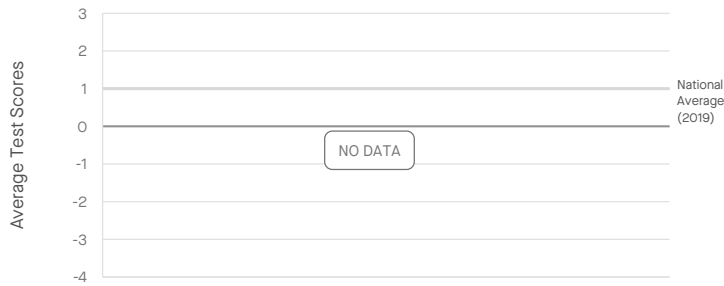 Average Test Scores
3
2
1
0
-1
-2
-3
-4
National
Average
(2019)
NO DATA